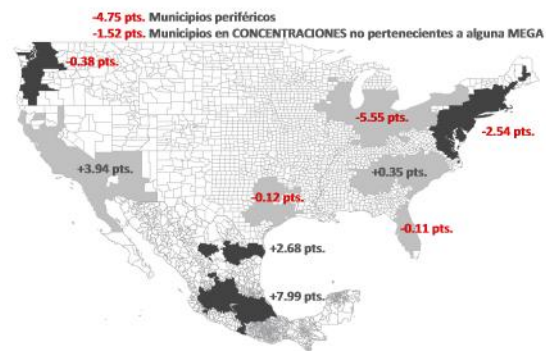 -4.75 pts. Municipios periféricos
-1.52 pts. Municipios en CONCENTRACIONES no pertenecientes a alguna MEGA
-0.38 pts.
-5.55 pts.
-2.54 pts.
+3.94 pts.
+0.35 pts.
-0.12 pts.
-0.11 pts.
+2.68 pts.
+7.99 pts.